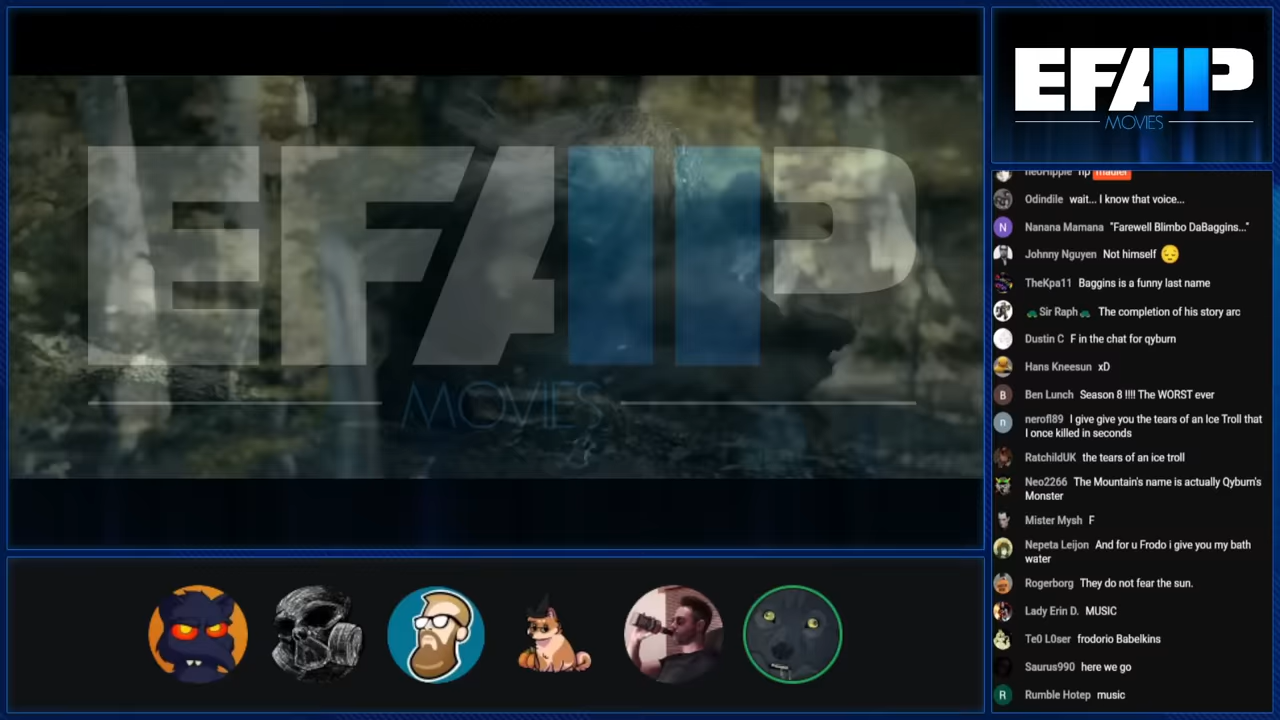 EFAP
MOVIES
EFAP
MOVIES
neoHippie rip
Odindile wait... I know that voice...
N Nanana Mamana "Farewell Blimbo DaBaggins..."
Johnny Nguyen Not himself 😔
TheKpa11 Baggins is a funny last name
🐢Sir Raph🐢 The completion of his story arc
Dustin C F in the chat for qyburn
Hans Kneesun xD
B Ben Lunch Season 8 !!!! The WORST ever
n nerofl89 I give give you the tears of an Ice Troll that
I once killed in seconds
RatchildUK the tears of an ice troll
Neo2266 The Mountain's name is actually Qyburn's
Monster
Mister Mysh F
Nepeta Leijon And for u Frodo i give you my bath
water
Rogerborg They do not fear the sun.
Lady Erin D. MUSIC
Te0 L0ser frodorio Babelkins
Saurus990 here we go
R Rumble Hotep music